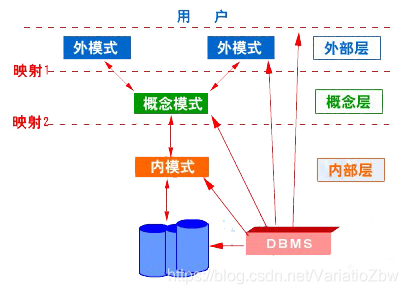 用 户
外模式 外模式 外部层
映射1
概念模式 概念层
映射2
内模式 内部层
DBMS
https://blog.csdn.net/VariatioZbw